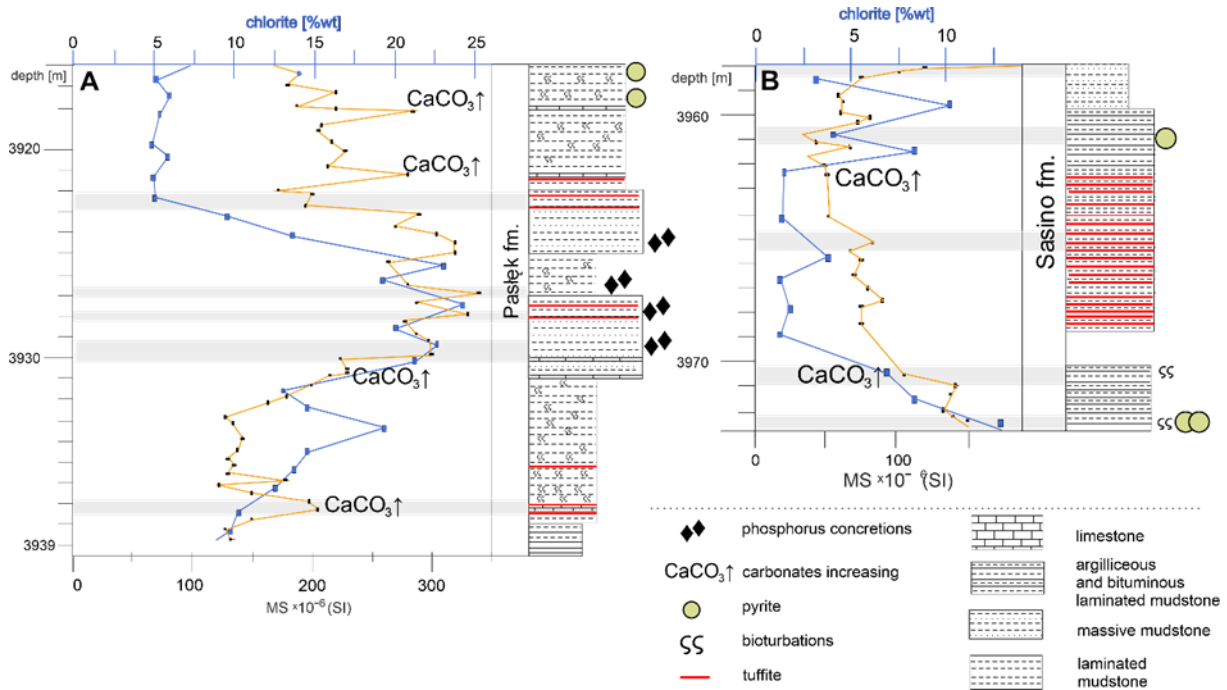 chlorite [%wt]
0 5 10 15 20 25
depth [m]
A
CaCO₃↑
3920
CaCO₃↑
3930
CaCO₃↑
CaCO₃↑
3939
0 100 200 300
MS ×10⁻⁶ (SI)
Pasłęk fm.
chlorite [%wt]
0 5 10
depth [m]
B
3960
CaCO₃↑
3970
CaCO₃↑
0 100
MS ×10⁻⁶ (SI)
Sasino fm.
phosphorus concretions
CaCO₃↑ carbonates increasing
pyrite
bioturbations
tuffite
limestone
argilliceous
and bituminous
laminated mudstone
massive mudstone
laminated
mudstone